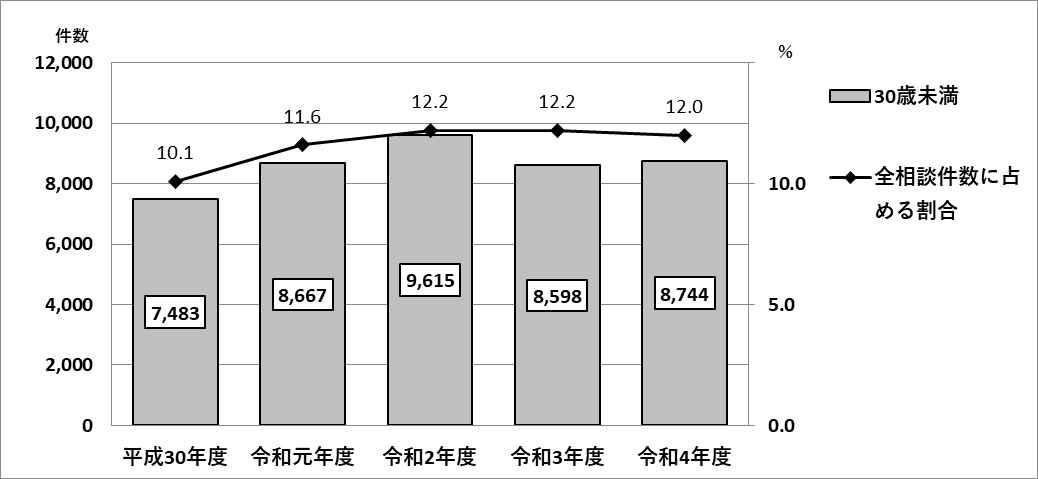 件数
%
12,000
10,000
8,000
6,000
4,000
2,000
0
10.1
11.6
12.2
12.2
12.0
7,483
8,667
9,615
8,598
8,744
10.0
5.0
0.0
平成30年度
令和元年度
令和2年度
令和3年度
令和4年度
30歳未満
全相談件数に占
める割合